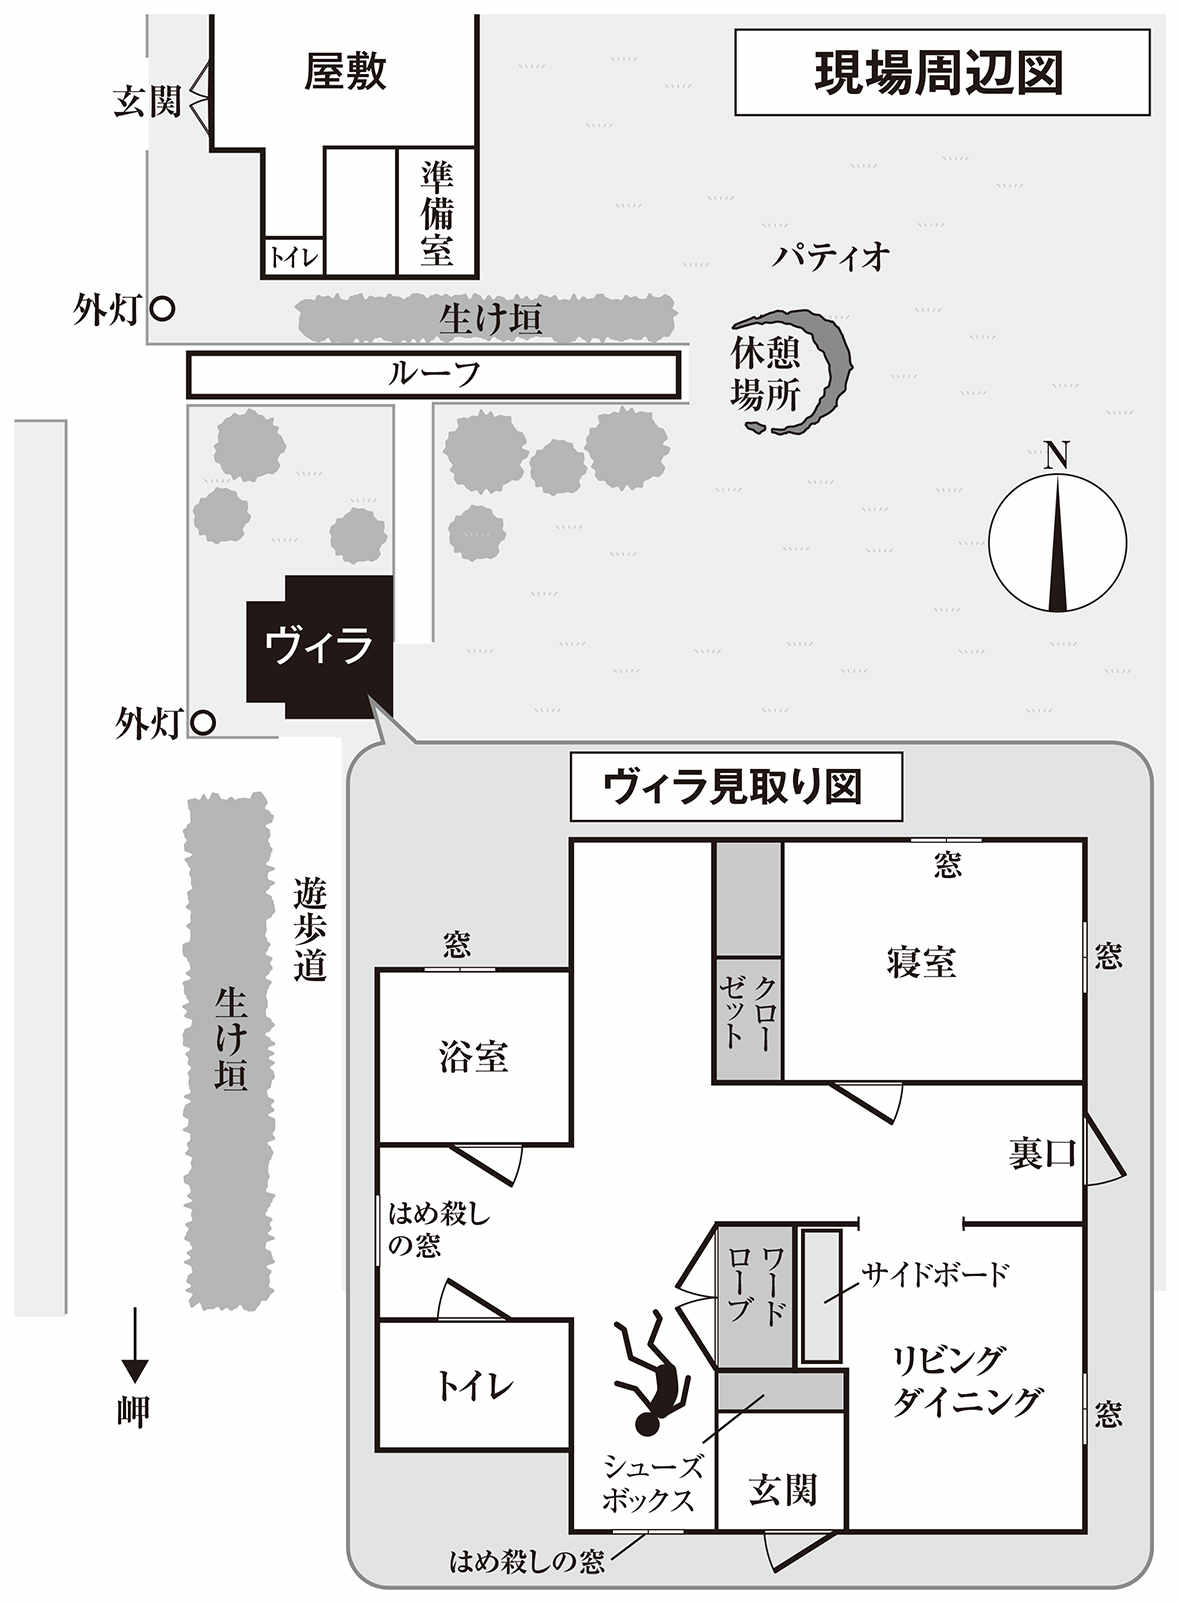 現場周辺図
屋敷
玄関
準備室
トイレ
パティオ
外灯
生け垣
休憩
場所
ルーフ
N
ヴィラ
外灯
ヴィラ見取り図
窓
遊歩道
窓
窓
寝室
クロー
ゼット
生け垣
浴室
裏口
はめ殺し
の窓
ワード
ローブ
サイドボード
リビング
ダイニング
岬
トイレ
窓
シューズ
ボックス
玄関
はめ殺しの窓